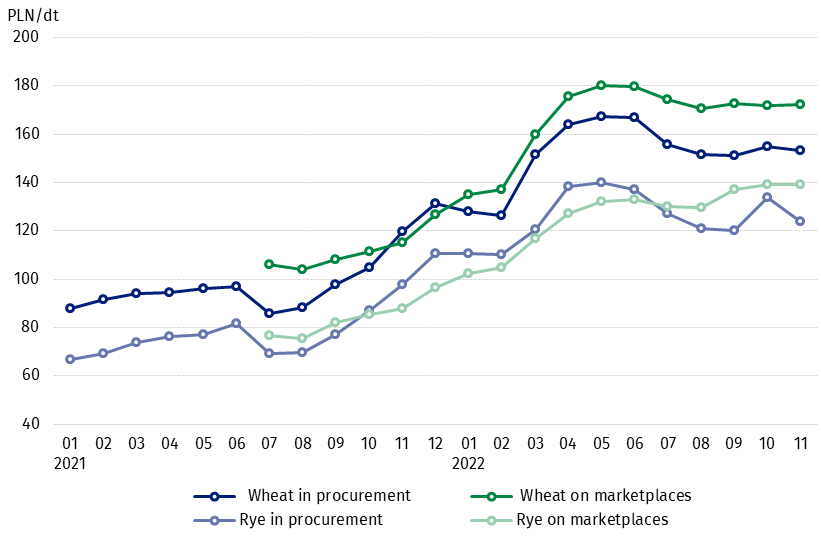 PLN/dt
200
180
160
140
120
100
80
60
40
01 02 03 04 05 06 07 08 09 10 11 12 01 02 03 04 05 06 07 08 09 10 11
2021 2022
Wheat in procurement Wheat on marketplaces
Rye in procurement Rye on marketplaces